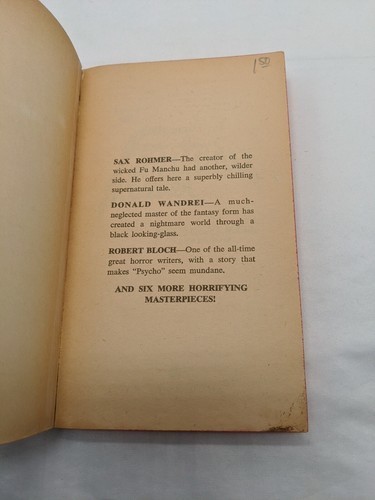 1 50
SAX ROHMER—The creator of the
wicked Fu Manchu had another, wilder
side. He offers here a superbly chilling
supernatural tale.
DONALD WANDREI—A much-
neglected master of the fantasy form has
created a nightmare world through a
black looking-glass.
ROBERT BLOCH—One of the all-time
great horror writers, with a story that
makes "Psycho" seem mundane.
AND SIX MORE HORRIFYING
MASTERPIECES!